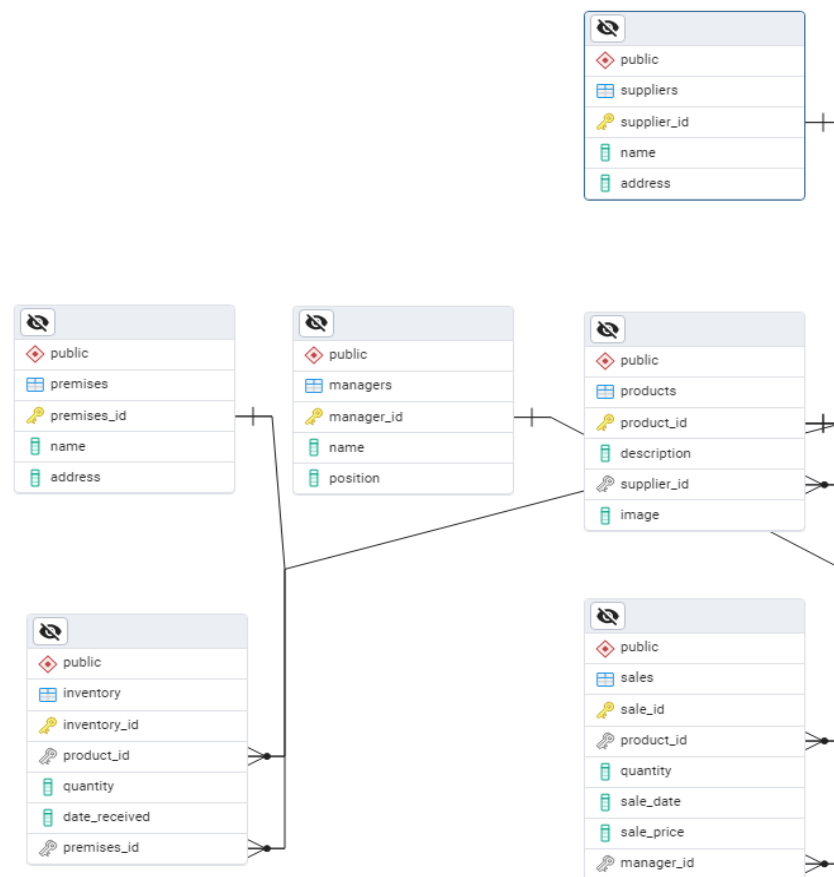 public
suppliers
supplier_id
name
address
public
premises
premises_id
name
address
public
managers
manager_id
name
position
public
products
product_id
description
supplier_id
image
public
inventory
inventory_id
product_id
quantity
date_received
premises_id
public
sales
sale_id
product_id
quantity
sale_date
sale_price
manager_id